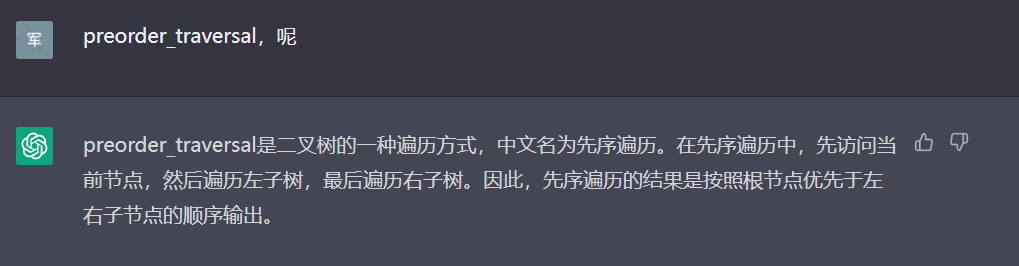 军
preorder_traversal，呢
preorder_traversal是二叉树的一种遍历方式，中文名为先序遍历。在先序遍历中，先访问当
前节点，然后遍历左子树，最后遍历右子树。因此，先序遍历的结果是按照根节点优先于左
右子节点的顺序输出。